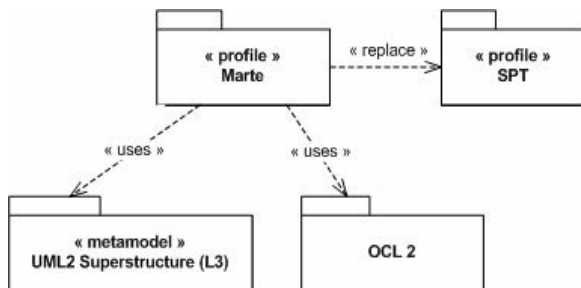 « profile »
Marte
« replace »
« profile »
SPT
« uses »
« uses »
« metamodel »
UML2 Superstructure (L3)
OCL 2